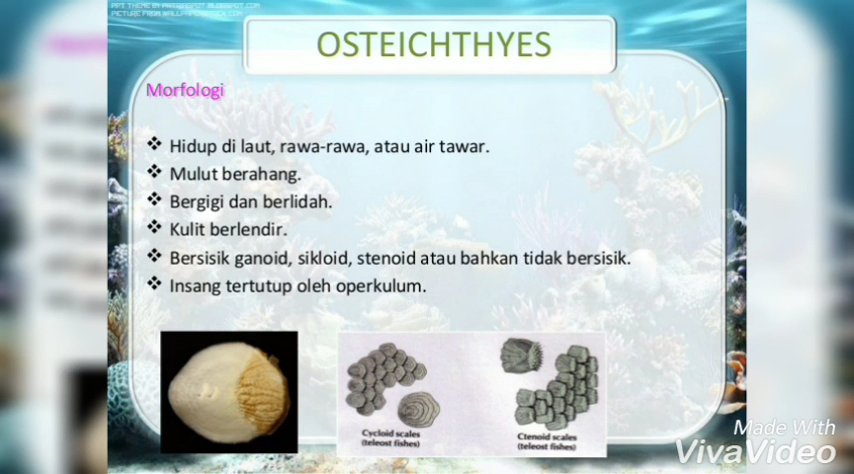 OSTEICHTHYES
Morfologi
Hidup di laut, rawa-rawa, atau air tawar.
Mulut berahang.
Bergigi dan berlidah.
Kulit berlendir.
Bersisik ganoid, sikloid, stenoid atau bahkan tidak bersisik.
Insang tertutup oleh operkulum.
Cycloid scales
(teleost fishes)
Ctenoid scales
(teleost fishes)
Made With
VivaVideo